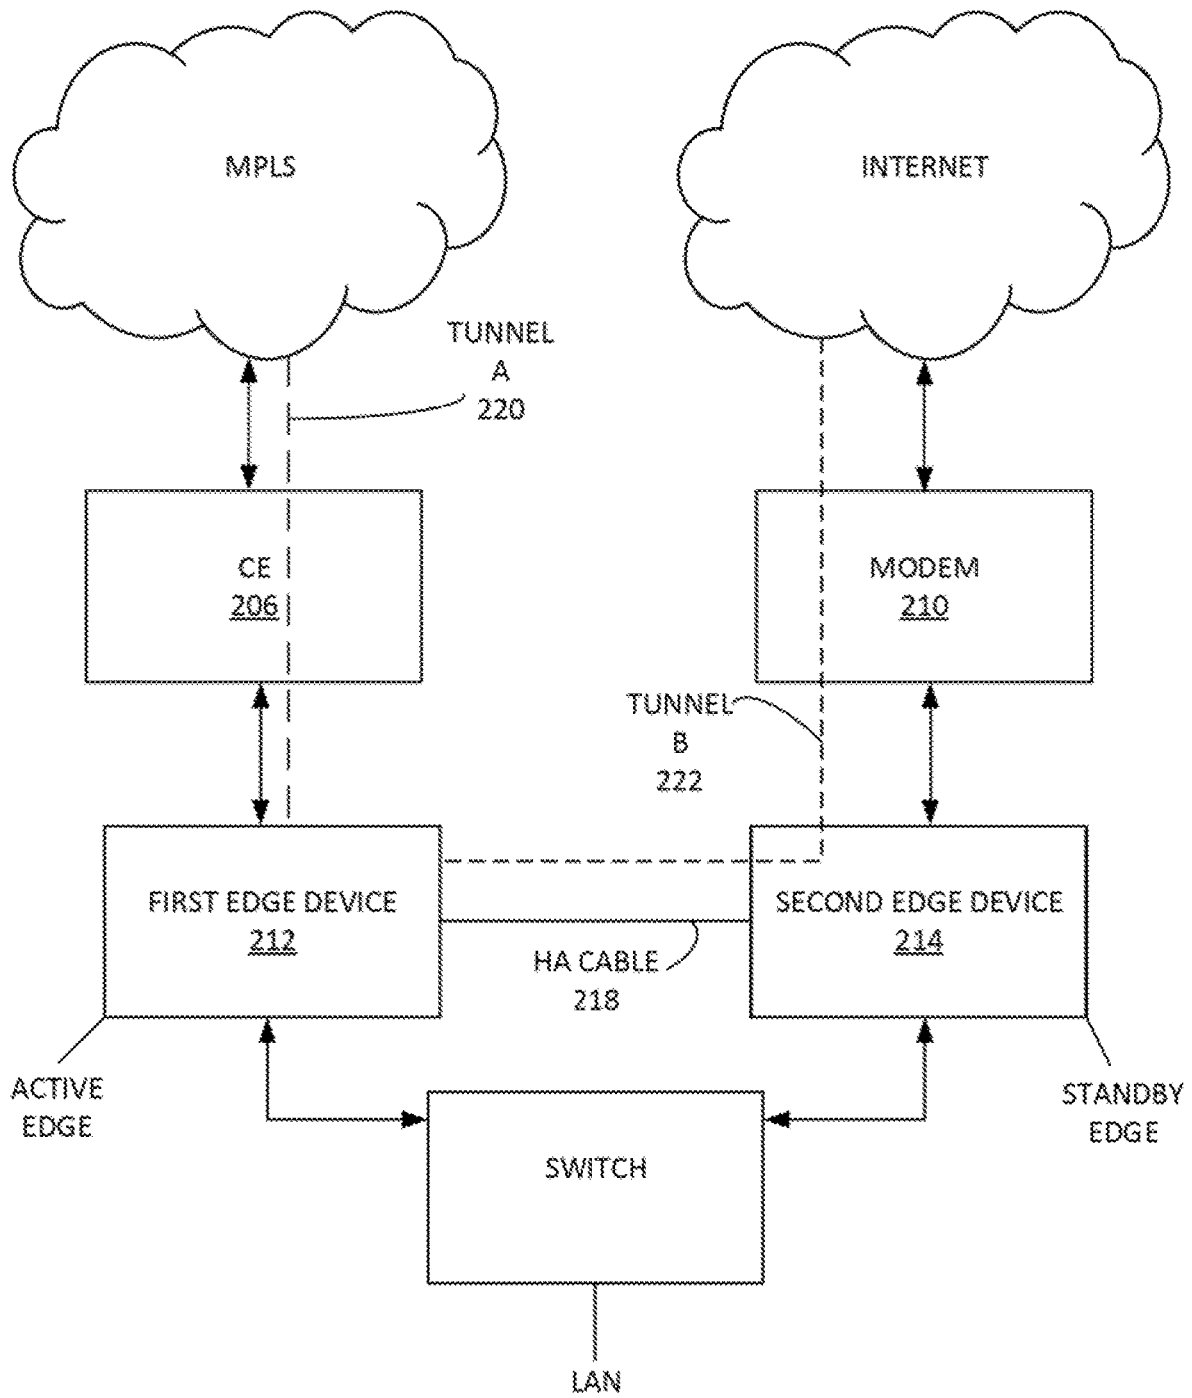 MPLS
INTERNET
TUNNEL
A
220
CE
206
MODEM
210
TUNNEL
B
222
FIRST EDGE DEVICE
212
SECOND EDGE DEVICE
214
HA CABLE
218
ACTIVE
EDGE
STANDBY
EDGE
SWITCH
LAN